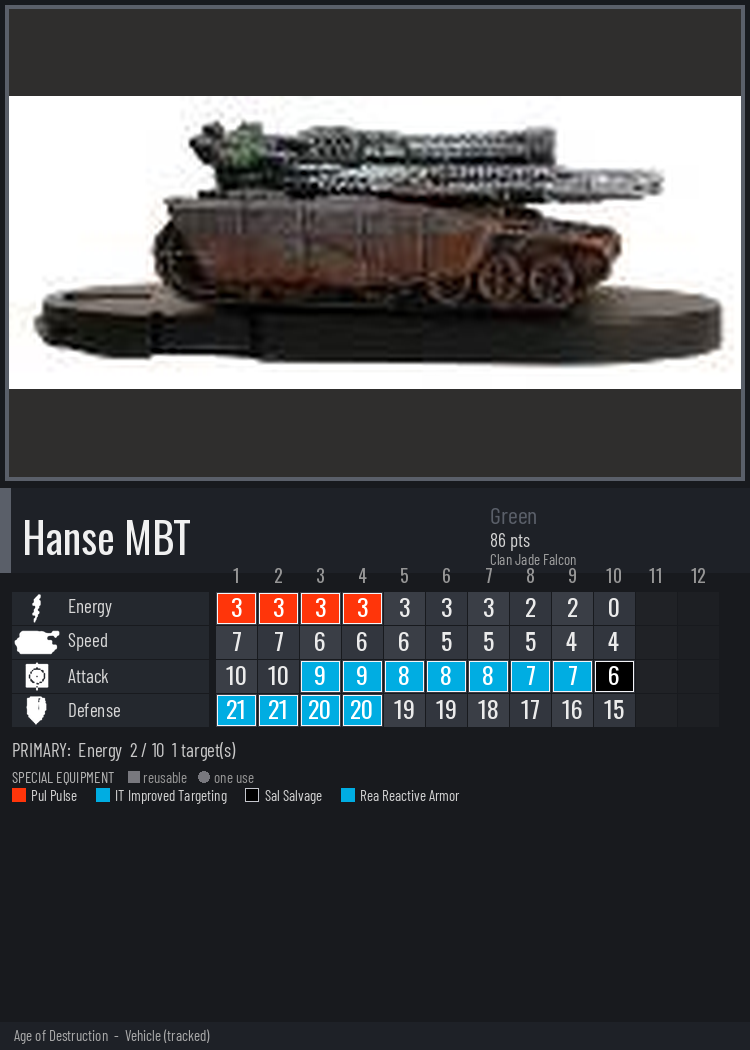 Hanse MBT
Green
86 pts
Clan Jade Falcon
1 2 3 4 5 6 7 8 9 10 11 12
Energy 3 3 3 3 3 3 3 2 2 0
Speed 7 7 6 6 6 5 5 5 4 4
Attack 10 10 9 9 8 8 8 7 7 6
Defense 21 21 20 20 19 19 18 17 16 15
PRIMARY: Energy 2 / 10 1 target(s)
SPECIAL EQUIPMENT reusable one use
Pul Pulse IT Improved Targeting Sal Salvage Rea Reactive Armor
Age of Destruction - Vehicle (tracked)